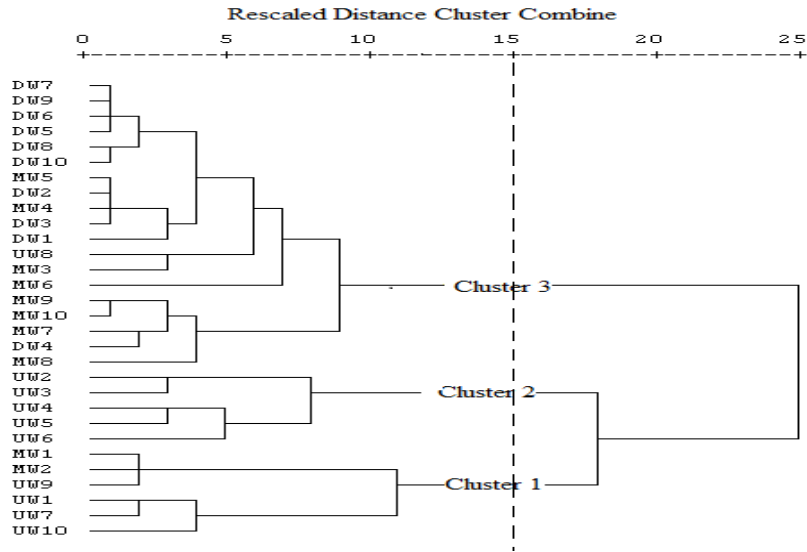 Rescaled Distance Cluster Combine
0 5 10 15 20 25
DW7
DW9
DW6
DW5
DW8
DW10
MW5
DW2
MW4
DW3
DW1
UW8
MW3
MW6
Cluster 3
MW9
MW10
MW7
DW4
MW8
UW2
UW3
Cluster 2
UW4
UW5
UW6
MW1
MW2
UW9
Cluster 1
UW1
UW7
UW10